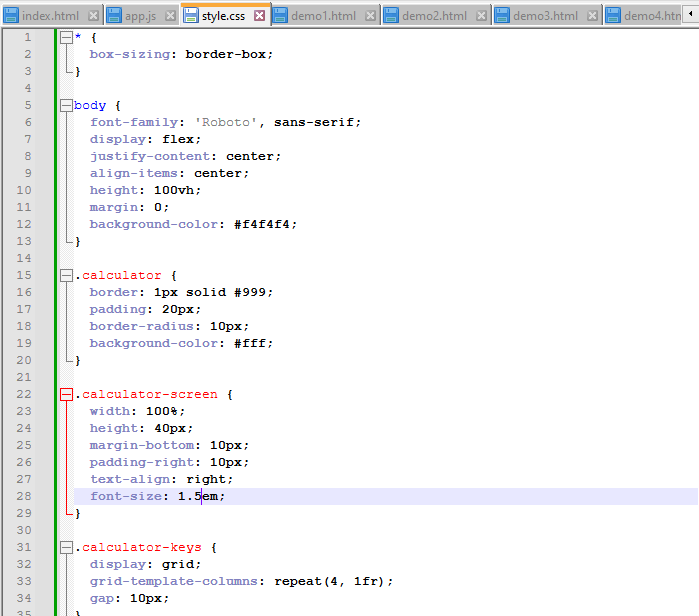 index.html app.js style.css demo1.html demo2.html demo3.html demo4.htn
1 * {
2 box-sizing: border-box;
3 }
4
5 body {
6 font-family: 'Roboto', sans-serif;
7 display: flex;
8 justify-content: center;
9 align-items: center;
10 height: 100vh;
11 margin: 0;
12 background-color: #f4f4f4;
13 }
14
15 .calculator {
16 border: 1px solid #999;
17 padding: 20px;
18 border-radius: 10px;
19 background-color: #fff;
20 }
21
22 .calculator-screen {
23 width: 100%;
24 height: 40px;
25 margin-bottom: 10px;
26 padding-right: 10px;
27 text-align: right;
28 font-size: 1.5em;
29 }
30
31 .calculator-keys {
32 display: grid;
33 grid-template-columns: repeat(4, 1fr);
34 gap: 10px;
35 }